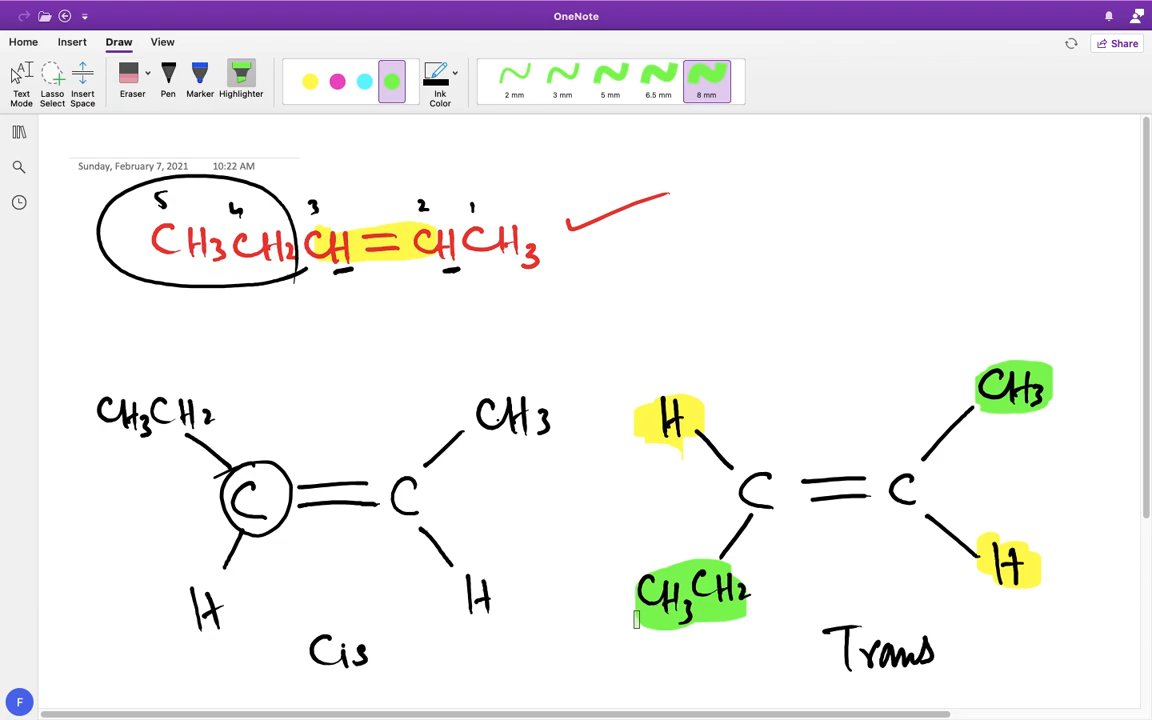 OneNote
Home Insert Draw View
Share
Text Mode
Lasso Select
Insert Space
Eraser
Pen
Marker
Highlighter
Ink Color
2 mm
3 mm
5 mm
6.5 mm
8 mm
Sunday, February 7, 2021 10:22 AM
5 4 3 2 1
CH3CH2CH=CHCH3
CH3CH2 CH3
C = C
H H
Cis
H CH3
C = C
CH3CH2 H
Trans
F